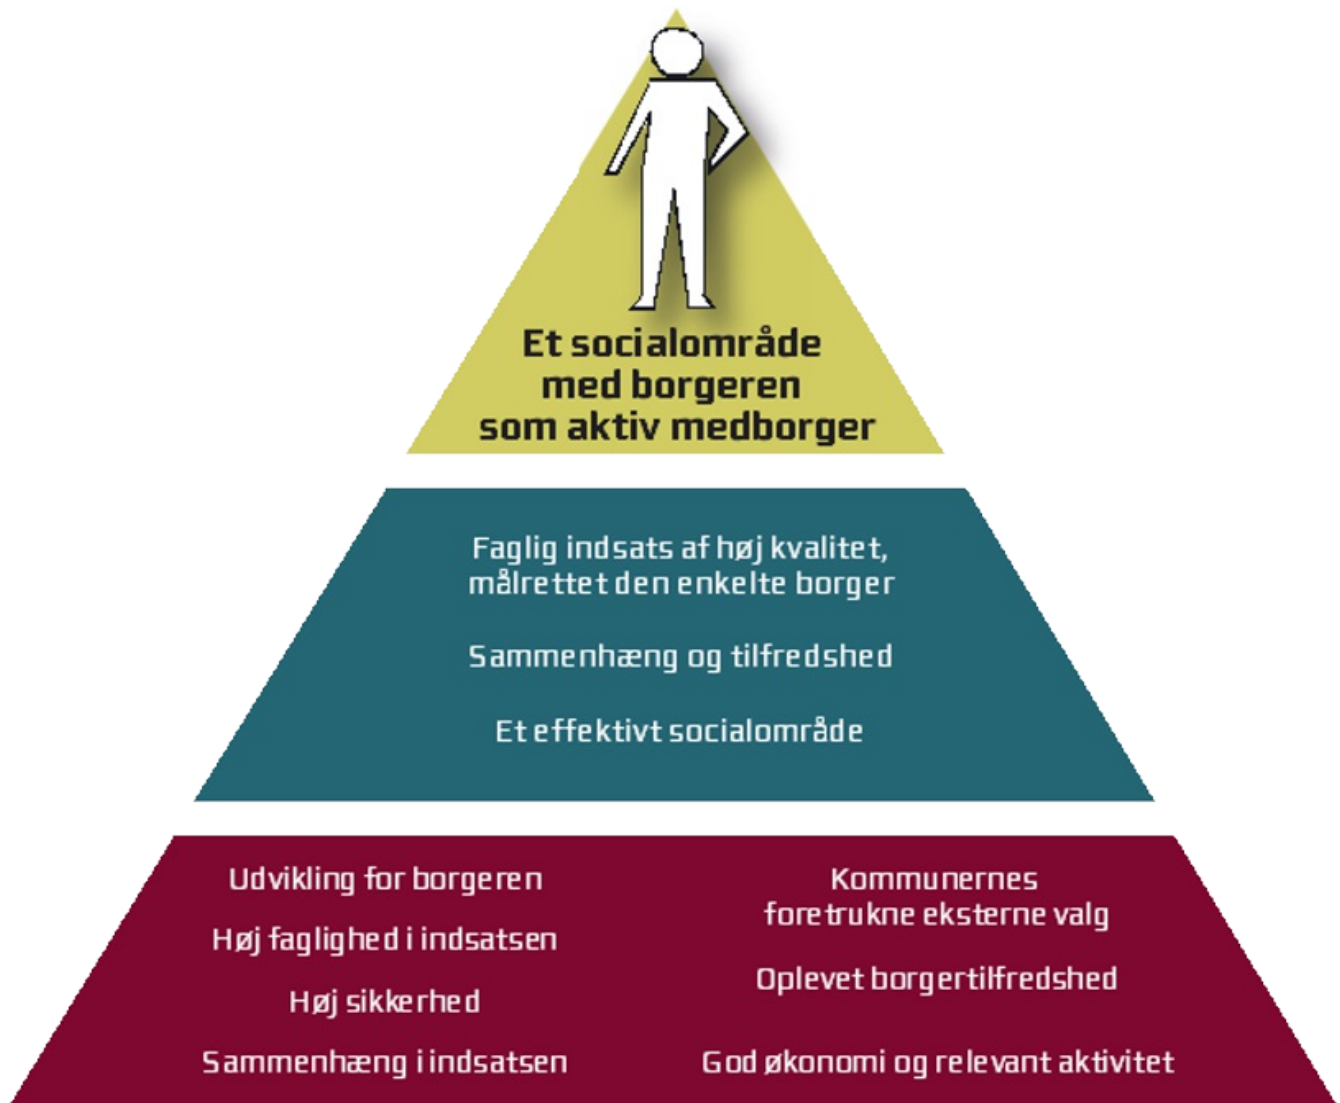 Et socialområde
med borgeren
som aktiv medborger
Faglig indsats af høj kvalitet,
målrettet den enkelte borger
Sammenhæng og tilfredshed
Et effektivt socialområde
Udvikling for borgeren
Høj faglighed i indsatsen
Høj sikkerhed
Sammenhæng i indsatsen
Kommunernes
foretrukne eksterne valg
Oplevet borgertilfredshed
God økonomi og relevant aktivitet